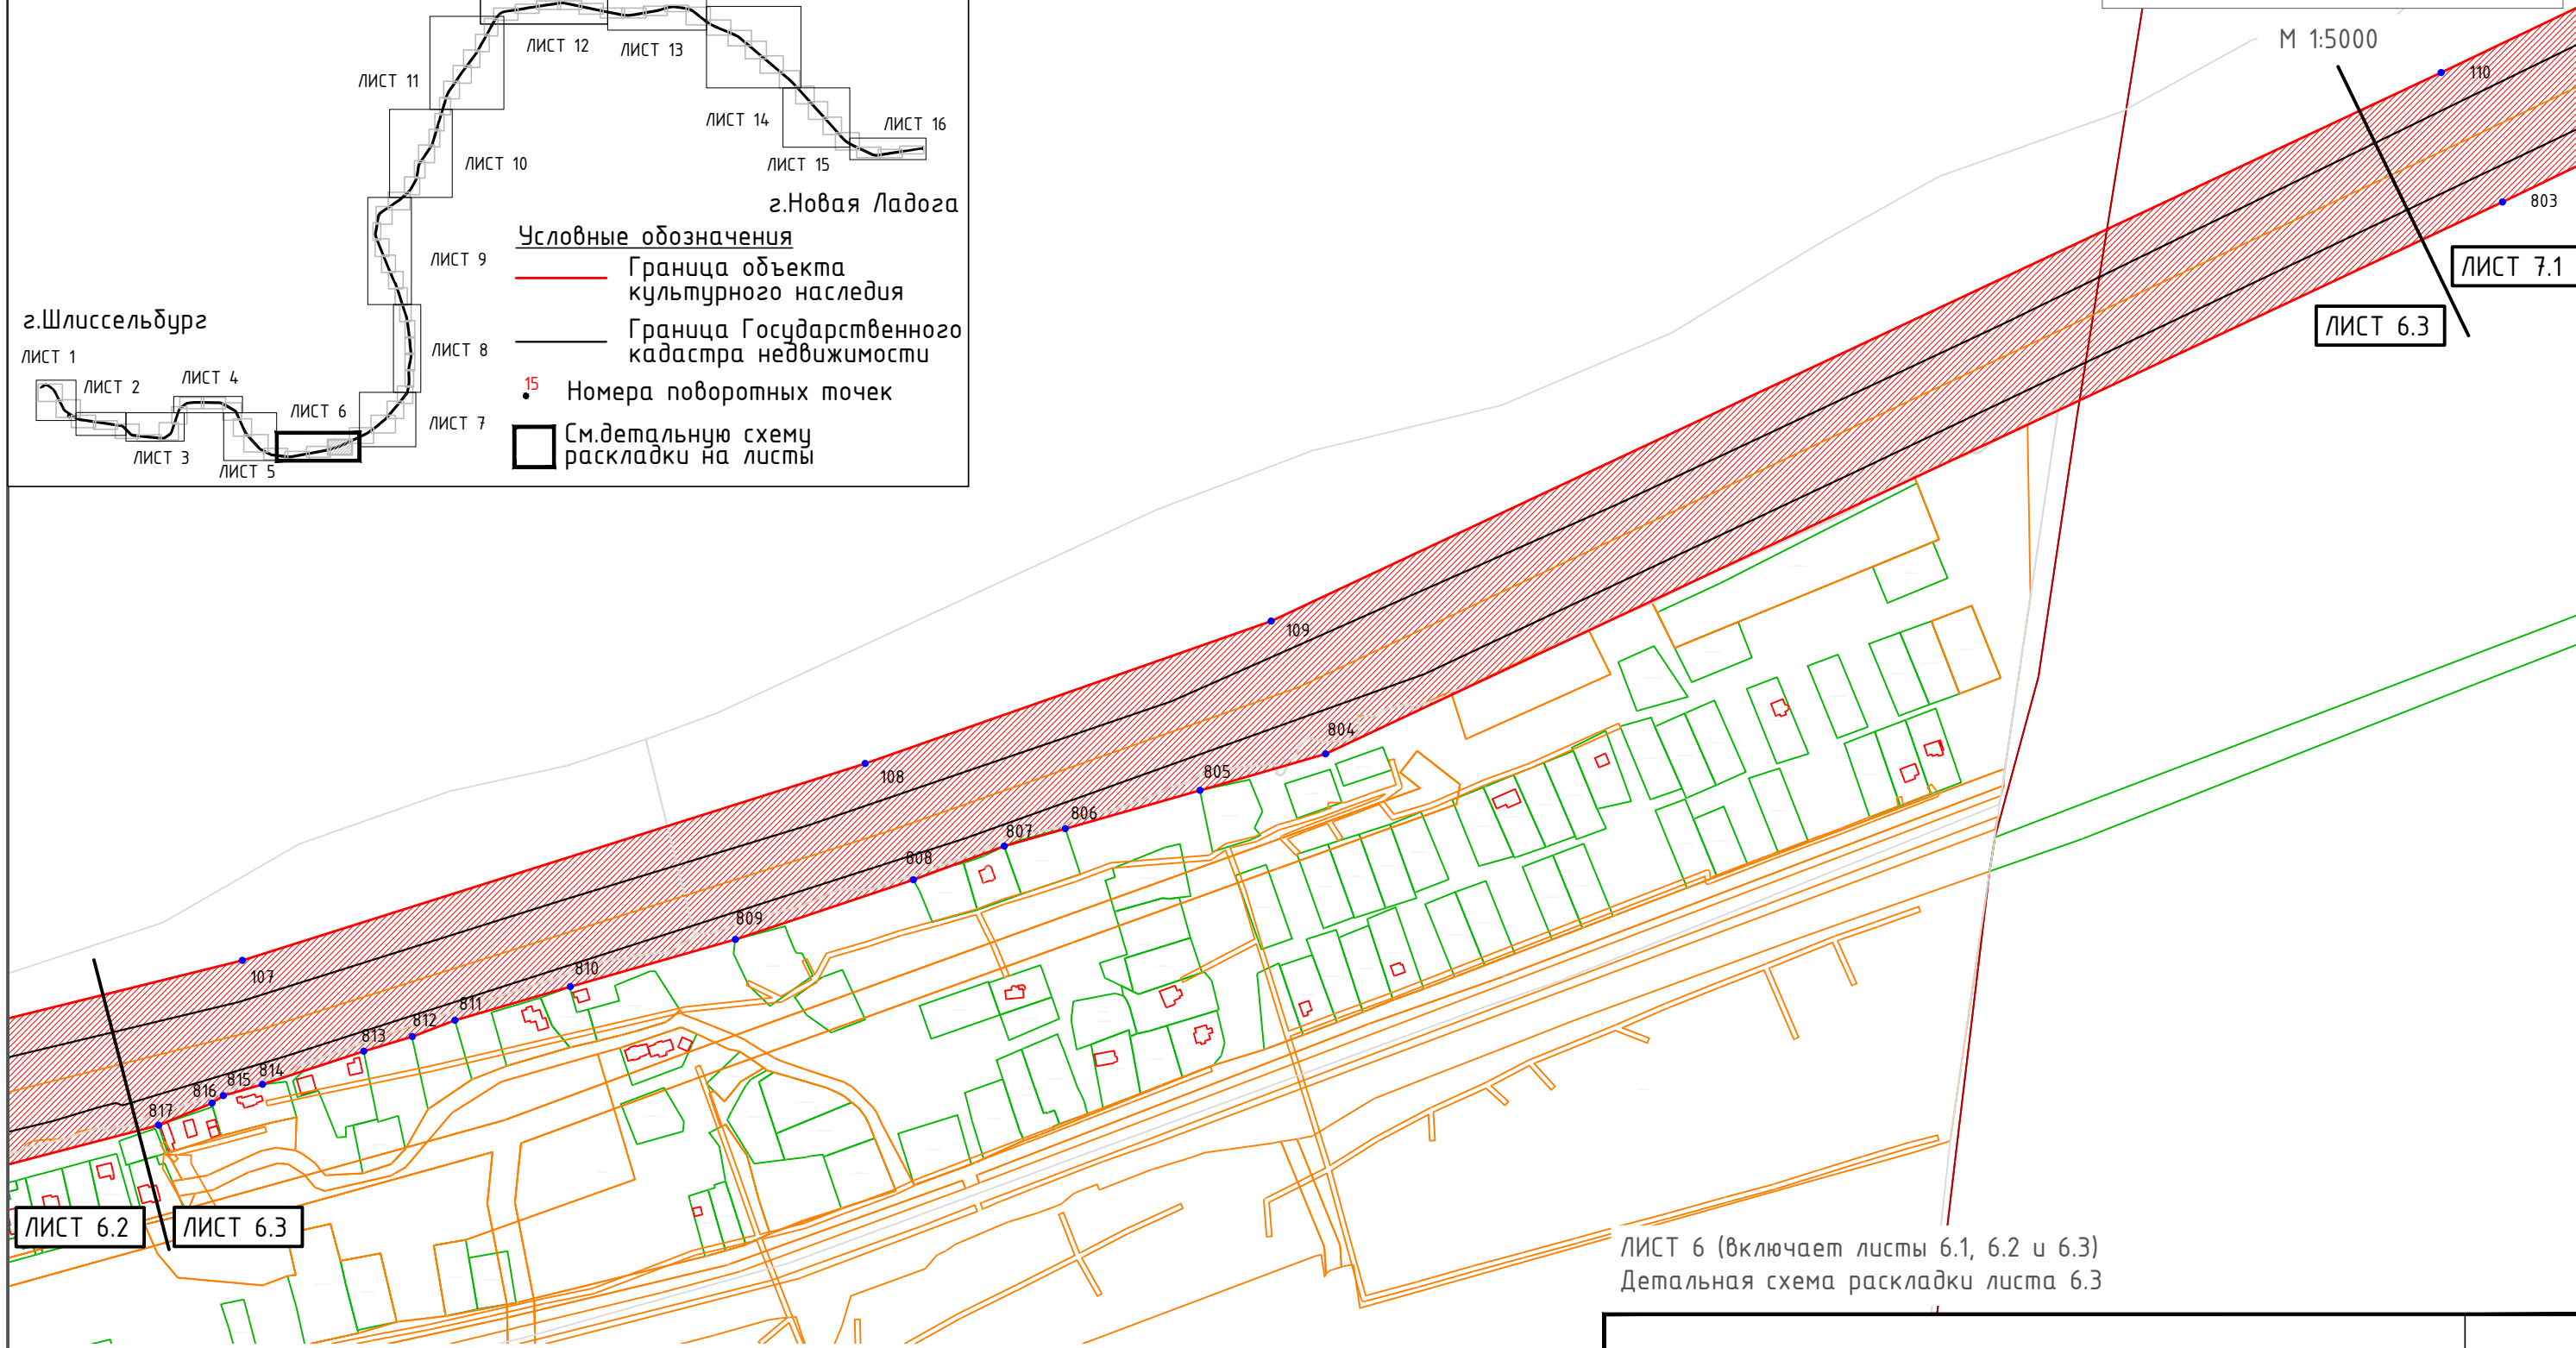 ЛИСТ 12
ЛИСТ 13
ЛИСТ 11
ЛИСТ 14
ЛИСТ 16
ЛИСТ 10
ЛИСТ 15
г.Новая Ладога
ЛИСТ 9
г.Шлиссельбург
ЛИСТ 1
ЛИСТ 2
ЛИСТ 4
ЛИСТ 8
ЛИСТ 6
ЛИСТ 7
ЛИСТ 3
ЛИСТ 5
Условные обозначения
Граница объекта
культурного наследия
Граница Государственного
кадастра недвижимости
15
Номера поворотных точек
См.детальную схему
раскладки на листы
М 1:5000
110
803
ЛИСТ 7.1
ЛИСТ 6.3
109
804
108
805
806
807
808
809
107
810
811
812
813
814
815
816
817
ЛИСТ 6.2
ЛИСТ 6.3
ЛИСТ 6 (включает листы 6.1, 6.2 и 6.3)
Детальная схема раскладки листа 6.3